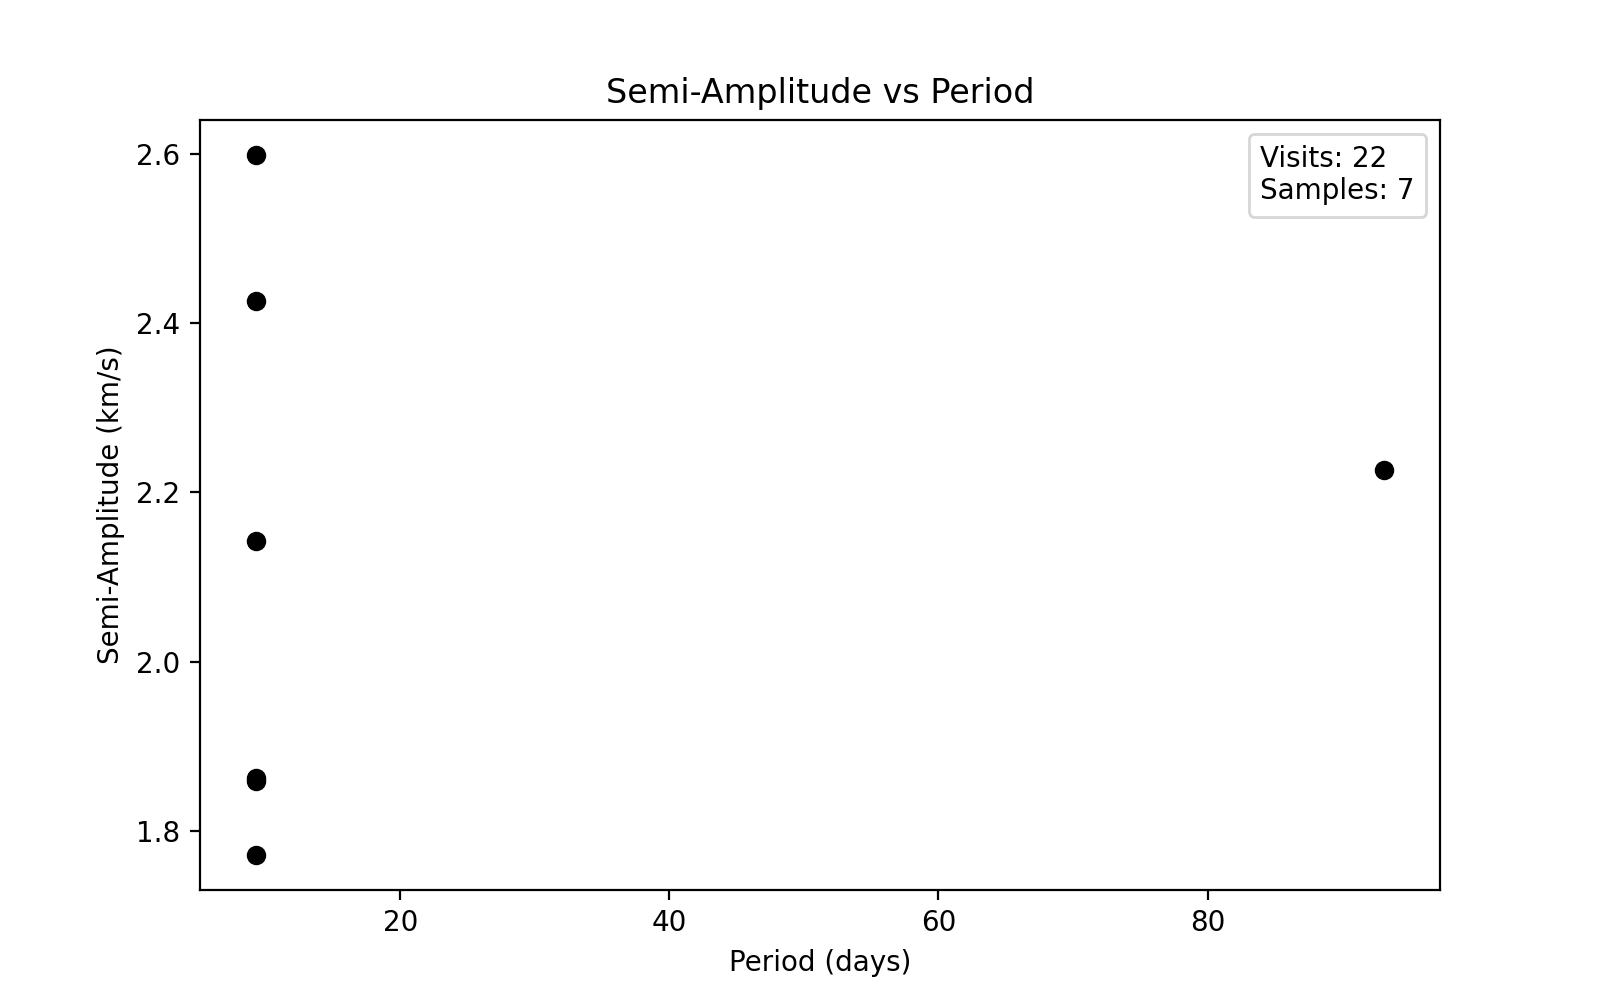 Semi-Amplitude vs Period
Visits: 22
Samples: 7
2.6
2.4
2.2
2.0
1.8
Semi-Amplitude (km/s)
20 40 60 80
Period (days)